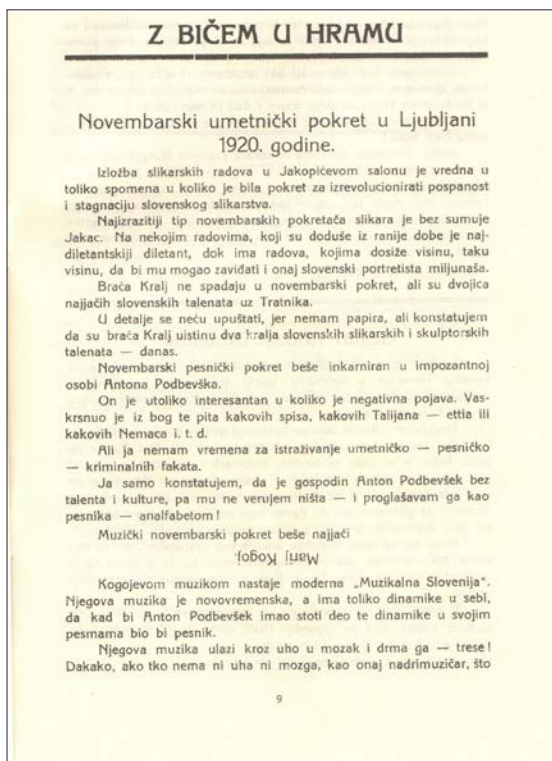 Z BIČEM U HRAMU
Novembarski umetnički pokret u Ljubljani
1920. godine.
Izložba slikarskih radova u Jakopičevom salonu je vredna u
toliko spomena u koliko je bila pokret za izrevolucionirati pospanost
i stagnaciju slovenskog slikarstva.
Najizrazitiji tip novembarskih pokretača slikara je bez sumuje
Jakac. Na nekojim radovima, koji su doduše iz ranije dobe je naj-
diletantskiji diletant, dok ima radova, kojima dosiže visinu, taku
visinu, da bi mu mogao zaviđati i onaj slovenski portretista miljunaša.
Braća Kralj ne spadaju u novembarski pokret, ali su dvojica
najjačih slovenskih talenata uz Tratnika.
U detalje se neću upuštati, jer nemam papira, ali konstatujem
da su braća Kralj uistinu dva kralja slovenskih slikarskih i skulptorskih
talenata — danas.
Novembarski pesnički pokret beše inkarniran u impozantnoj
osobi Antona Podbevška.
On je utoliko interesantan u koliko je negativna pojava. Vas-
krsnuo je iz bog te pita kakovih spisa, kakovih Talijana — ettia ili
kakovih Nemaca i. t. d.
Ali ja nemam vremena za istraživanje umetničko — pesničko
— kriminalnih fakata.
Ja samo konstatujem, da je gospodin Anton Podbevšek bez
talenta i kulture, pa mu ne verujem ništa — i proglašavam ga kao
pesnika — analfabetom!
Muzički novembarski pokret beše najjači
Marij Kogoj.
Kogojevom muzikom nastaje moderna „Muzikalna Slovenija".
Njegova muzika je novovremenska, a ima toliko dinamike u sebi,
da kad bi Anton Podbevšek imao stoti deo te dinamike u svojim
pesmama bio bi pesnik.
Njegova muzika ulazi kroz uho u mozak i drma ga — trese!
Dakako, ako tko nema ni uha ni mozga, kao onaj nadrimuzičar, što
9